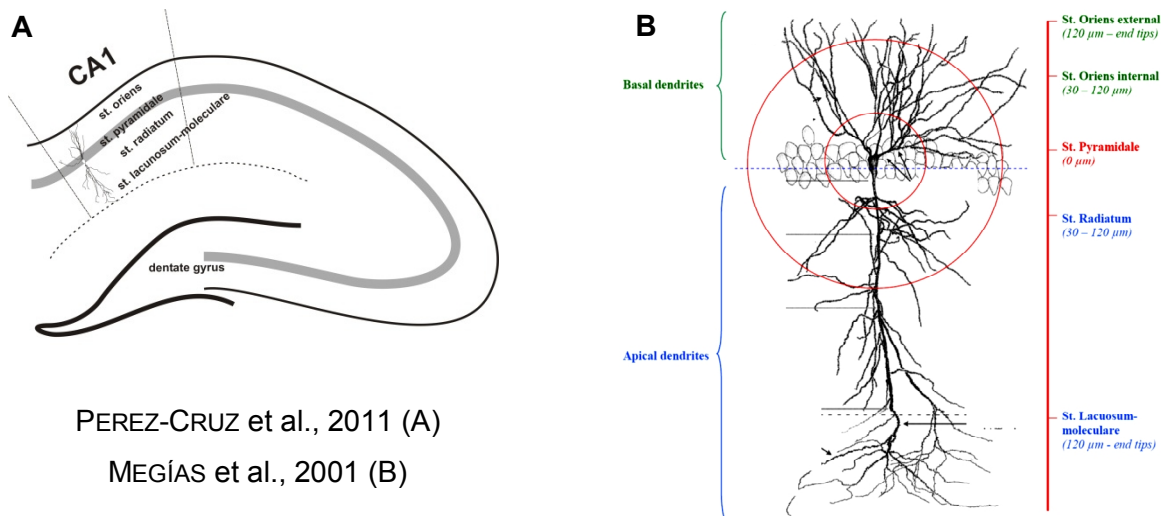 A
CA1
st. oriens
st. pyramidale
st. radiatum
st. lacunosum-moleculare
dentate gyrus
PEREZ-CRUZ et al., 2011 (A)
MEGÍAS et al., 2001 (B)
B
Basal dendrites
Apical dendrites
St. Oriens external
(120 µm – end tips)
St. Oriens internal
(30 – 120 µm)
St. Pyramidale
(0 µm)
St. Radiatum
(30 – 120 µm)
St. Lacuosum-
moleculare
(120 µm - end tips)